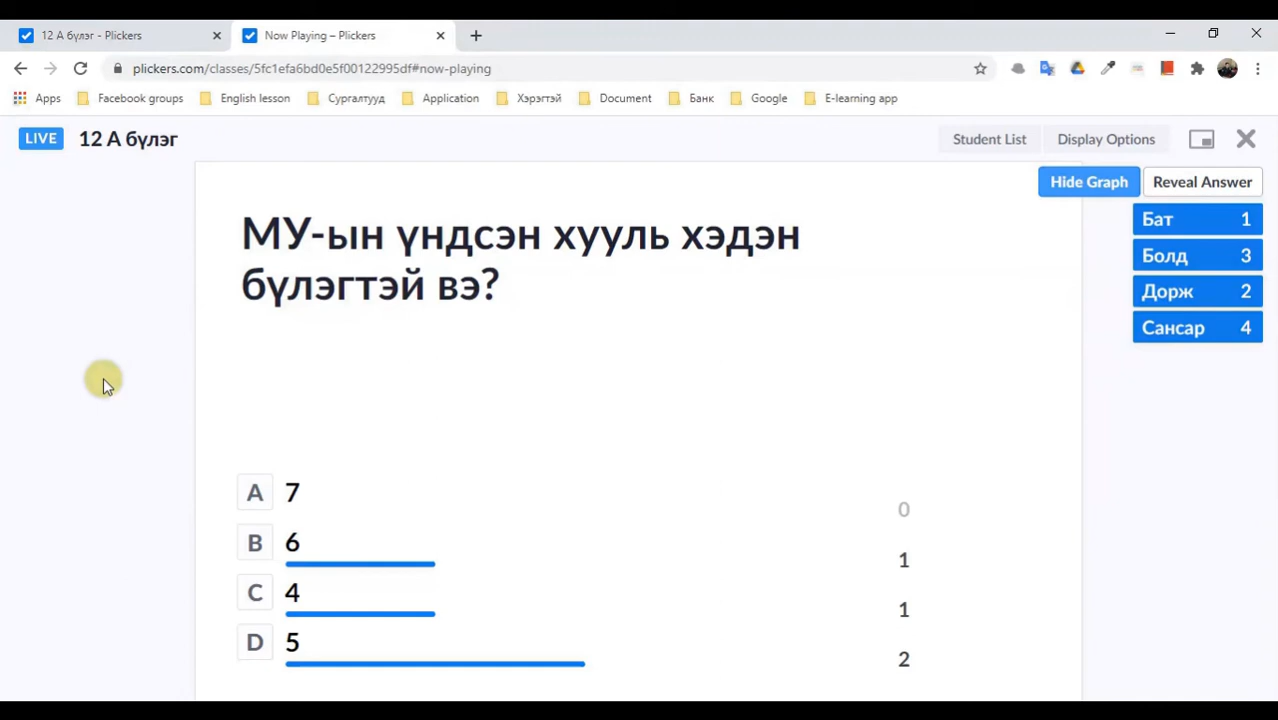 12 А бүлэг - Plickers
Now Playing – Plickers
plickers.com/classes/5fc1efa6bd0e5f00122995df#now-playing
Apps Facebook groups English lesson Сургалтууд Application Хэрэгтэй Document Банк Google E-learning app
LIVE 12 А бүлэг Student List Display Options
Hide Graph Reveal Answer
МУ-ын үндсэн хууль хэдэн
бүлэгтэй вэ?
Бат 1
Болд 3
Дорж 2
Сансар 4
A 7 0
B 6 1
C 4 1
D 5 2